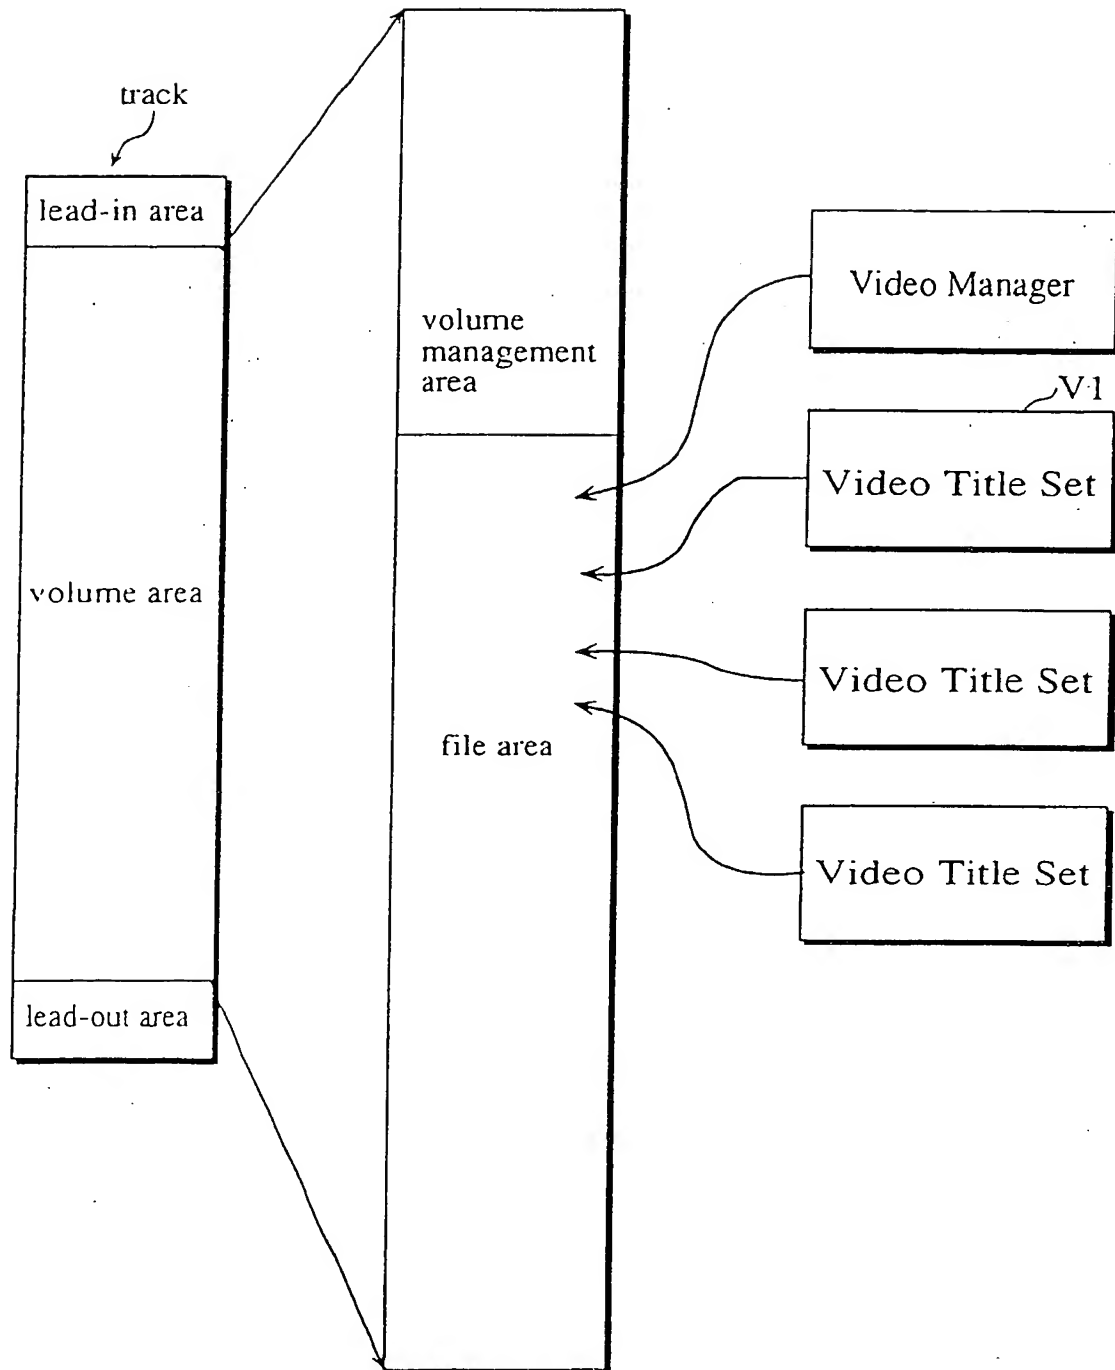 track
lead-in area
volume area
lead-out area
volume
management
area
file area
Video Manager
V1
Video Title Set
Video Title Set
Video Title Set